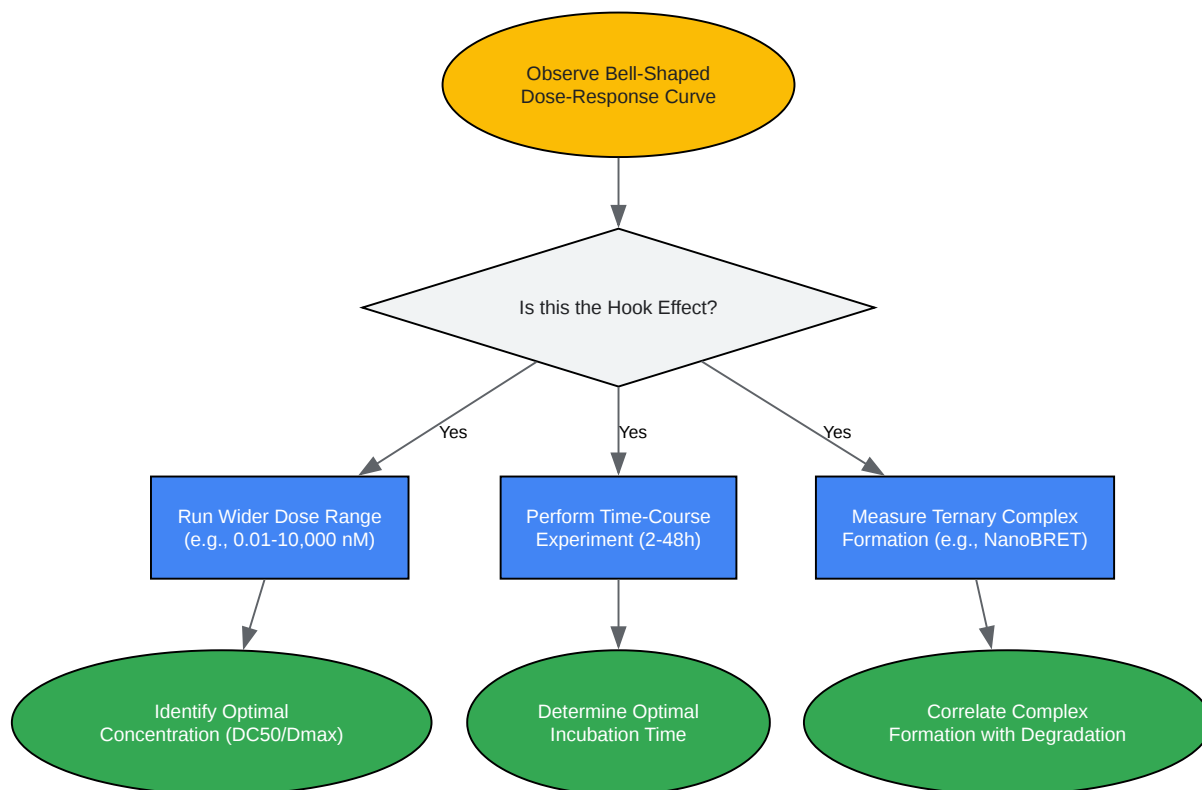 Observe Bell-Shaped
Dose-Response Curve
Is this the Hook Effect?
Yes
Yes
Yes
Run Wider Dose Range
(e.g., 0.01-10,000 nM)
Perform Time-Course
Experiment (2-48h)
Measure Ternary Complex
Formation (e.g., NanoBRET)
Identify Optimal
Concentration (DC50/Dmax)
Determine Optimal
Incubation Time
Correlate Complex
Formation with Degradation